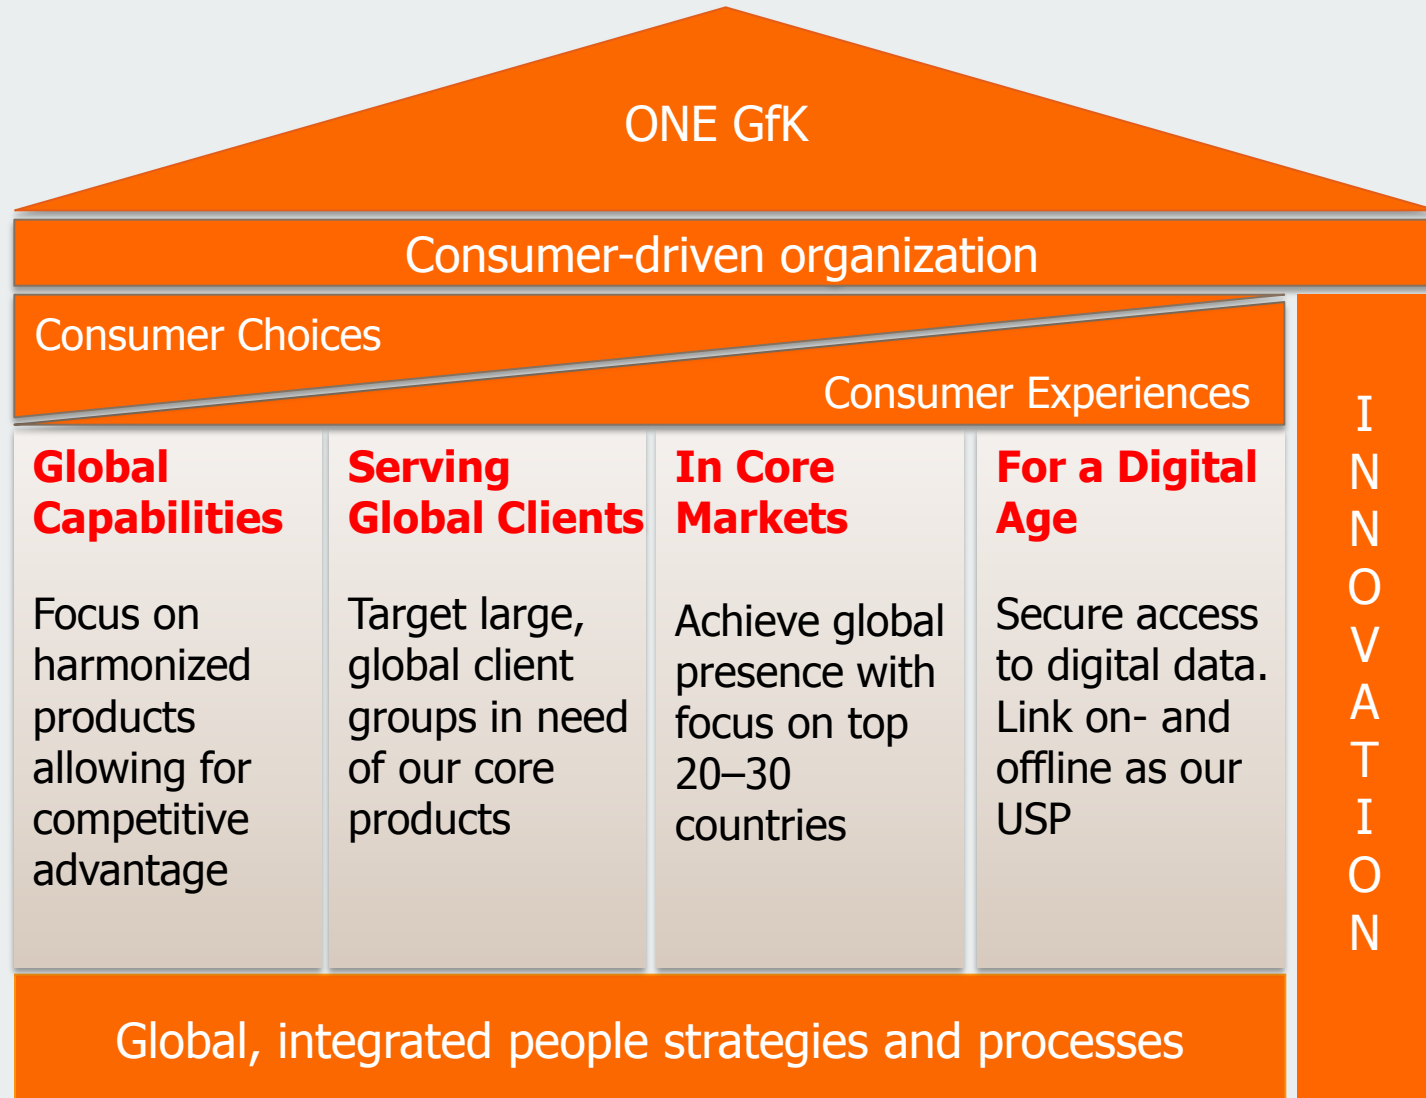 ONE GfK
Consumer-driven organization
Consumer Choices
Consumer Experiences
Global
Capabilities
Focus on
harmonized
products
allowing for
competitive
advantage
Serving
Global Clients
Target large,
global client
groups in need
of our core
products
In Core
Markets
Achieve global
presence with
focus on top
20–30
countries
For a Digital
Age
Secure access
to digital data.
Link on- and
offline as our
USP
I
N
N
O
V
A
T
I
O
N
Global, integrated people strategies and processes